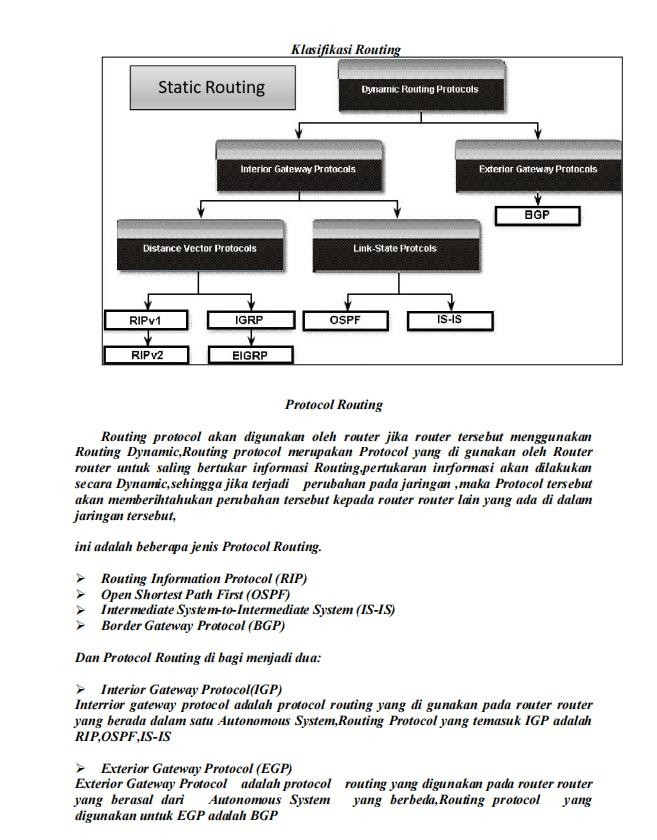 Klasifikasi Routing
Static Routing
Dynamic Routing Protocols
Interior Gateway Protocols
Exterior Gateway Protocols
BGP
Distance Vector Protocols
Link-State Protcols
RIPv1
IGRP
OSPF
IS-IS
RIPv2
EIGRP
Protocol Routing
Routing protocol akan digunakan oleh router jika router tersebut menggunakan
Routing Dynamic,Routing protocol merupakan Protocol yang di gunakan oleh Router
router untuk saling bertukar informasi Routing,pertukaran inrformasi akan dilakukan
secara Dynamic,sehingga jika terjadi perubahan pada jaringan ,maka Protocol tersebut
akan memberihtahukan perubahan tersebut kepada router router lain yang ada di dalam
jaringan tersebut,
ini adalah beberapa jenis Protocol Routing.
➢ Routing Information Protocol (RIP)
➢ Open Shortest Path First (OSPF)
➢ Intermediate System-to-Intermediate System (IS-IS)
➢ Border Gateway Protocol (BGP)
Dan Protocol Routing di bagi menjadi dua:
➢ Interior Gateway Protocol(IGP)
Interrior gateway protocol adalah protocol routing yang di gunakan pada router router
yang berada dalam satu Autonomous System,Routing Protocol yang temasuk IGP adalah
RIP,OSPF,IS-IS
➢ Exterior Gateway Protocol (EGP)
Exterior Gateway Protocol adalah protocol routing yang digunakan pada router router
yang berasal dari Autonomous System yang berbeda,Routing protocol yang
digunakan untuk EGP adalah BGP